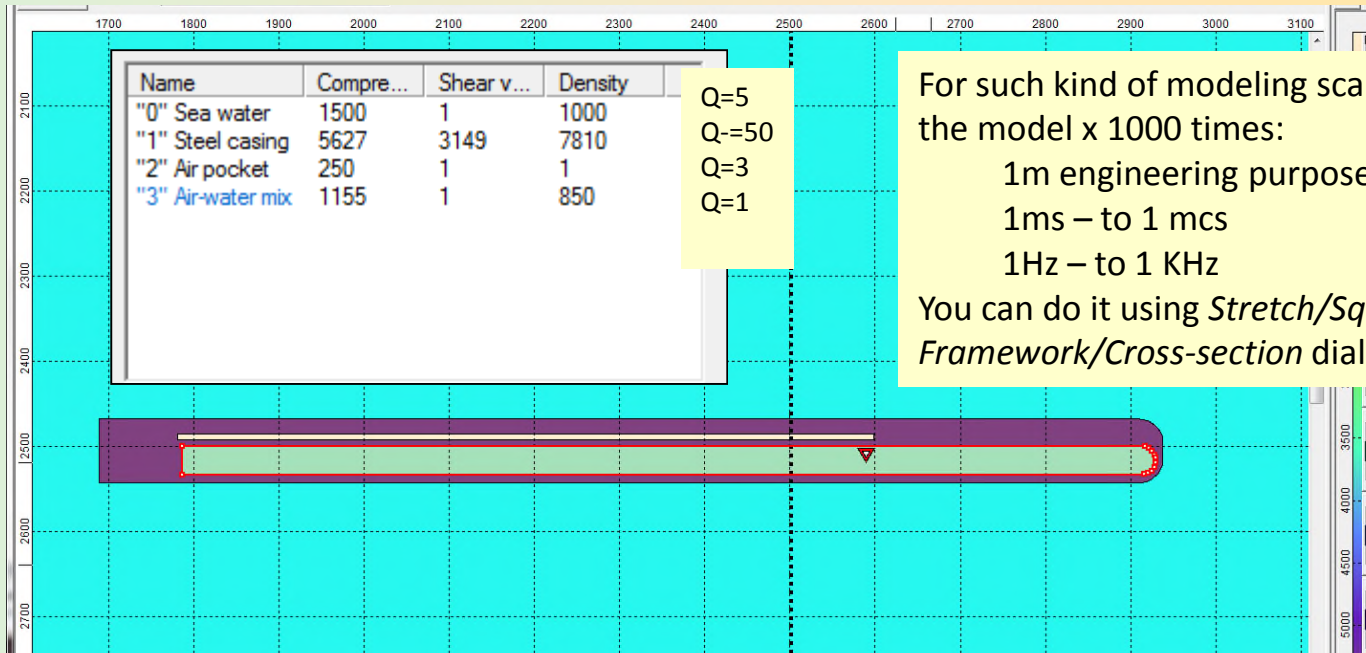 1700 1800 1900 2000 2100 2200 2300 2400 2500 2600 2700 2800 2900 3000 3100
Name Compre... Shear v... Density
"0" Sea water 1500 1 1000
"1" Steel casing 5627 3149 7810
"2" Air pocket 250 1 1
"3" Air-water mix 1155 1 850
Q=5
Q-=50
Q=3
Q=1
For such kind of modeling sca
the model x 1000 times:
1m engineering purpose
1ms – to 1 mcs
1Hz – to 1 KHz
You can do it using Stretch/Sq
Framework/Cross-section dial
2100
2200
2300
2400
2500
2600
2700
3500
4000
4500
5000